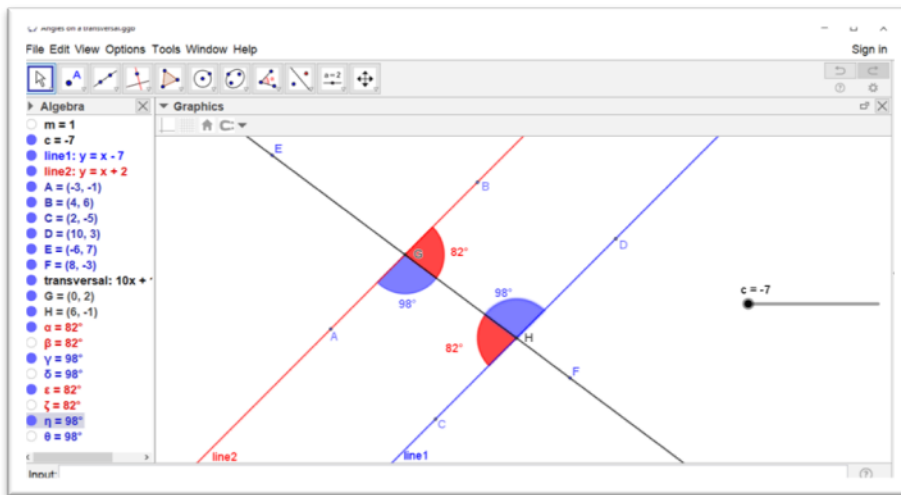 Angles on a transversal.ggb
File Edit View Options Tools Window Help
Sign in
A
a=2
Algebra
Graphics
m = 1
c = -7
line1: y = x - 7
line2: y = x + 2
A = (-3, -1)
B = (4, 6)
C = (2, -5)
D = (10, 3)
E = (-6, 7)
F = (8, -3)
transversal: 10x +
G = (0, 2)
H = (6, -1)
α = 82°
β = 82°
γ = 98°
δ = 98°
ε = 82°
ζ = 82°
η = 98°
θ = 98°
E
B
G
82°
98°
D
98°
c = -7
A
82°
H
F
C
line2
line1
Input: